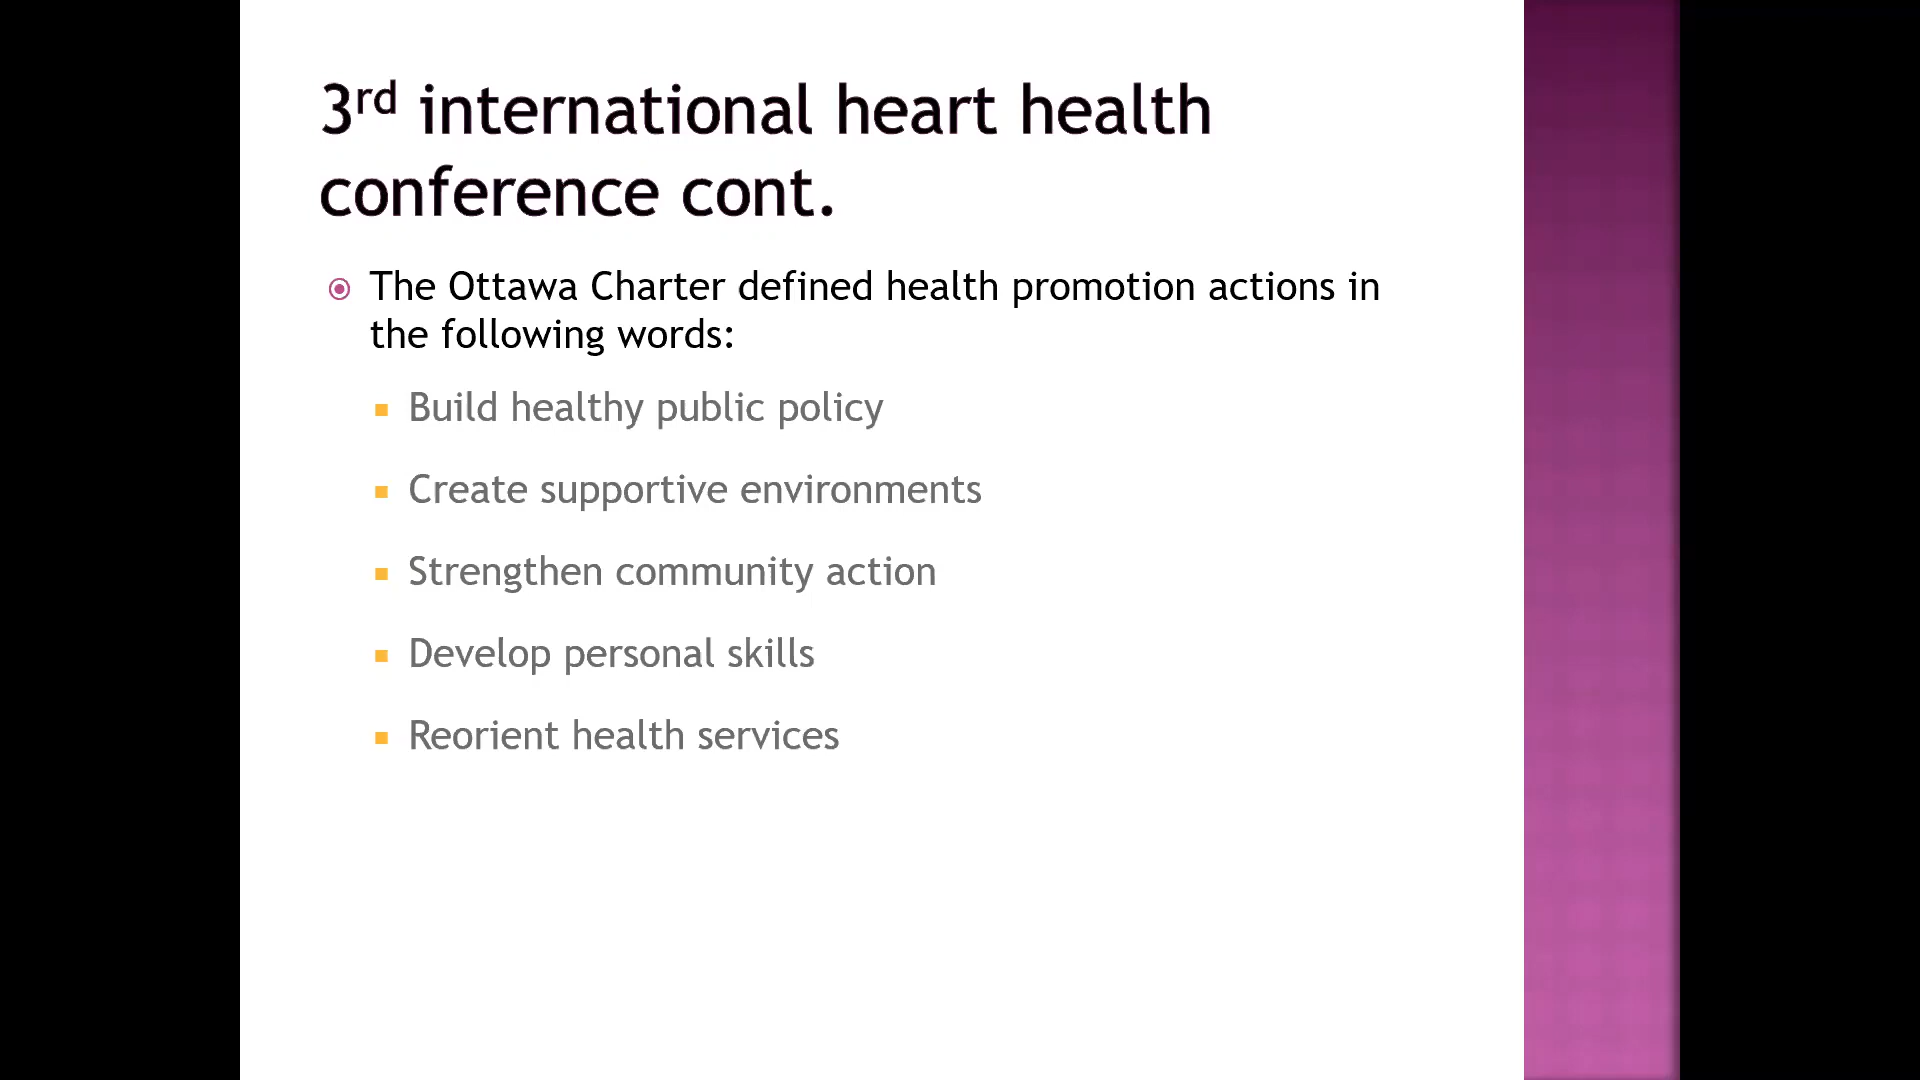 3rd international heart health
conference cont.
The Ottawa Charter defined health promotion actions in
the following words:
Build healthy public policy
Create supportive environments
Strengthen community action
Develop personal skills
Reorient health services